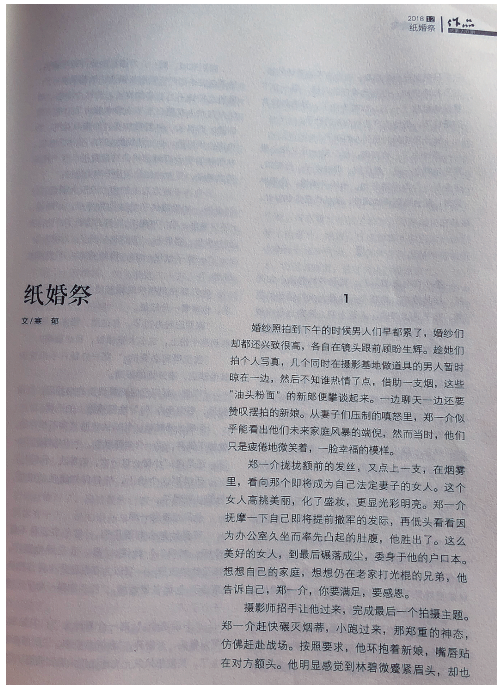 2018 12
作品
纸婚祭
纸婚祭
文/寒 郁
1
婚纱照拍到下午的时候男人们早都累了，婚纱们
却都还兴致很高，各自在镜头眼前顾盼生辉。趁她们
拍个人写真，几个同时在摄影基地做道具的男人暂时
晾在一边，然后不知谁热情了点，借助一支烟，这些
“油头粉面”的新郎便攀谈起来。一边聊天一边还要
赞叹摆拍的新娘。从妻子们压制的嗔怒里，郑一介似
乎能看出他们未来家庭风暴的端倪，然而当时，他们
只是疲倦地微笑着，一脸幸福的模样。
郑一介拢拢额前的发丝，又点上一支，在烟雾
里，看向那个即将成为自己法定妻子的女人。这个
女人高挑美丽，化了盛妆，更显光彩明亮。郑一介
抚摩一下自己即将提前撤军的发际，再低头看看因
为办公室久坐而率先凸起的肚腹，他胜出了。这么
美好的女人，到最后碾落成尘，委身于他的户口本。
想想自己的家庭，想想仍在老家打光棍的兄弟，他
告诉自己，郑一介，你要满足，要感恩。
摄影师招手让他过来，完成最后一个拍摄主题。
郑一介赶快碾灭烟蒂，小跑过来，那郑重的神态，
仿佛赶赴战场。按照要求，他环抱着新娘，嘴唇贴
在对方额头。他明显感觉到林碧微蹙紧眉头，却也